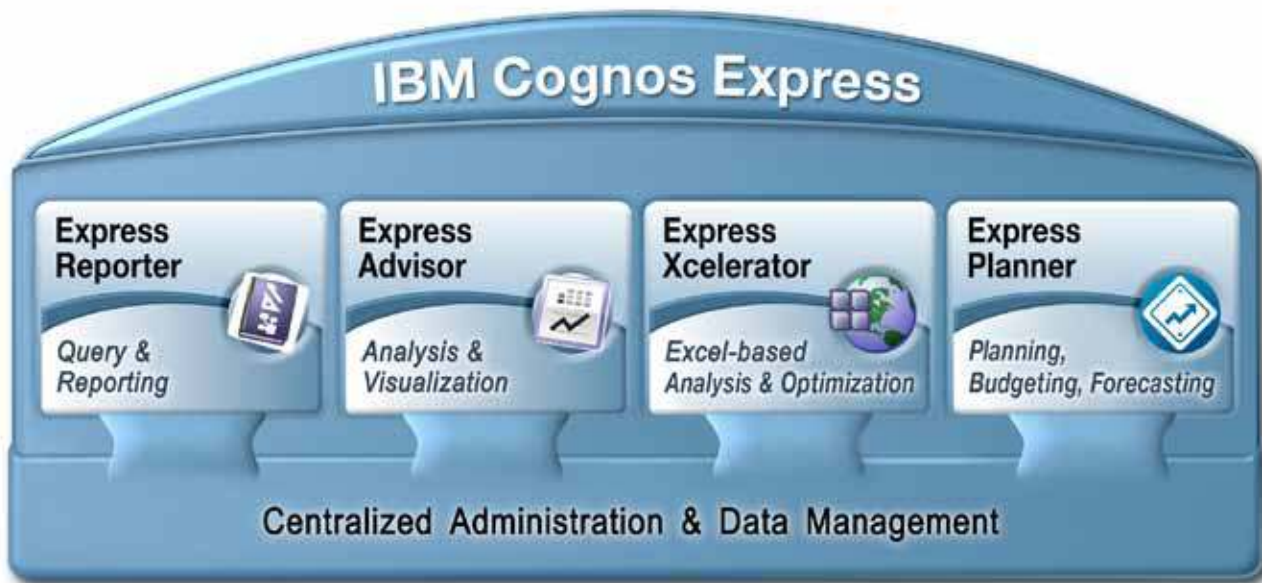 IBM Cognos Express
Express
Reporter
Query &
Reporting
Express
Advisor
Analysis &
Visualization
Express
Xcelerator
Excel-based
Analysis & Optimization
Express
Planner
Planning,
Budgeting, Forecasting
Centralized Administration & Data Management